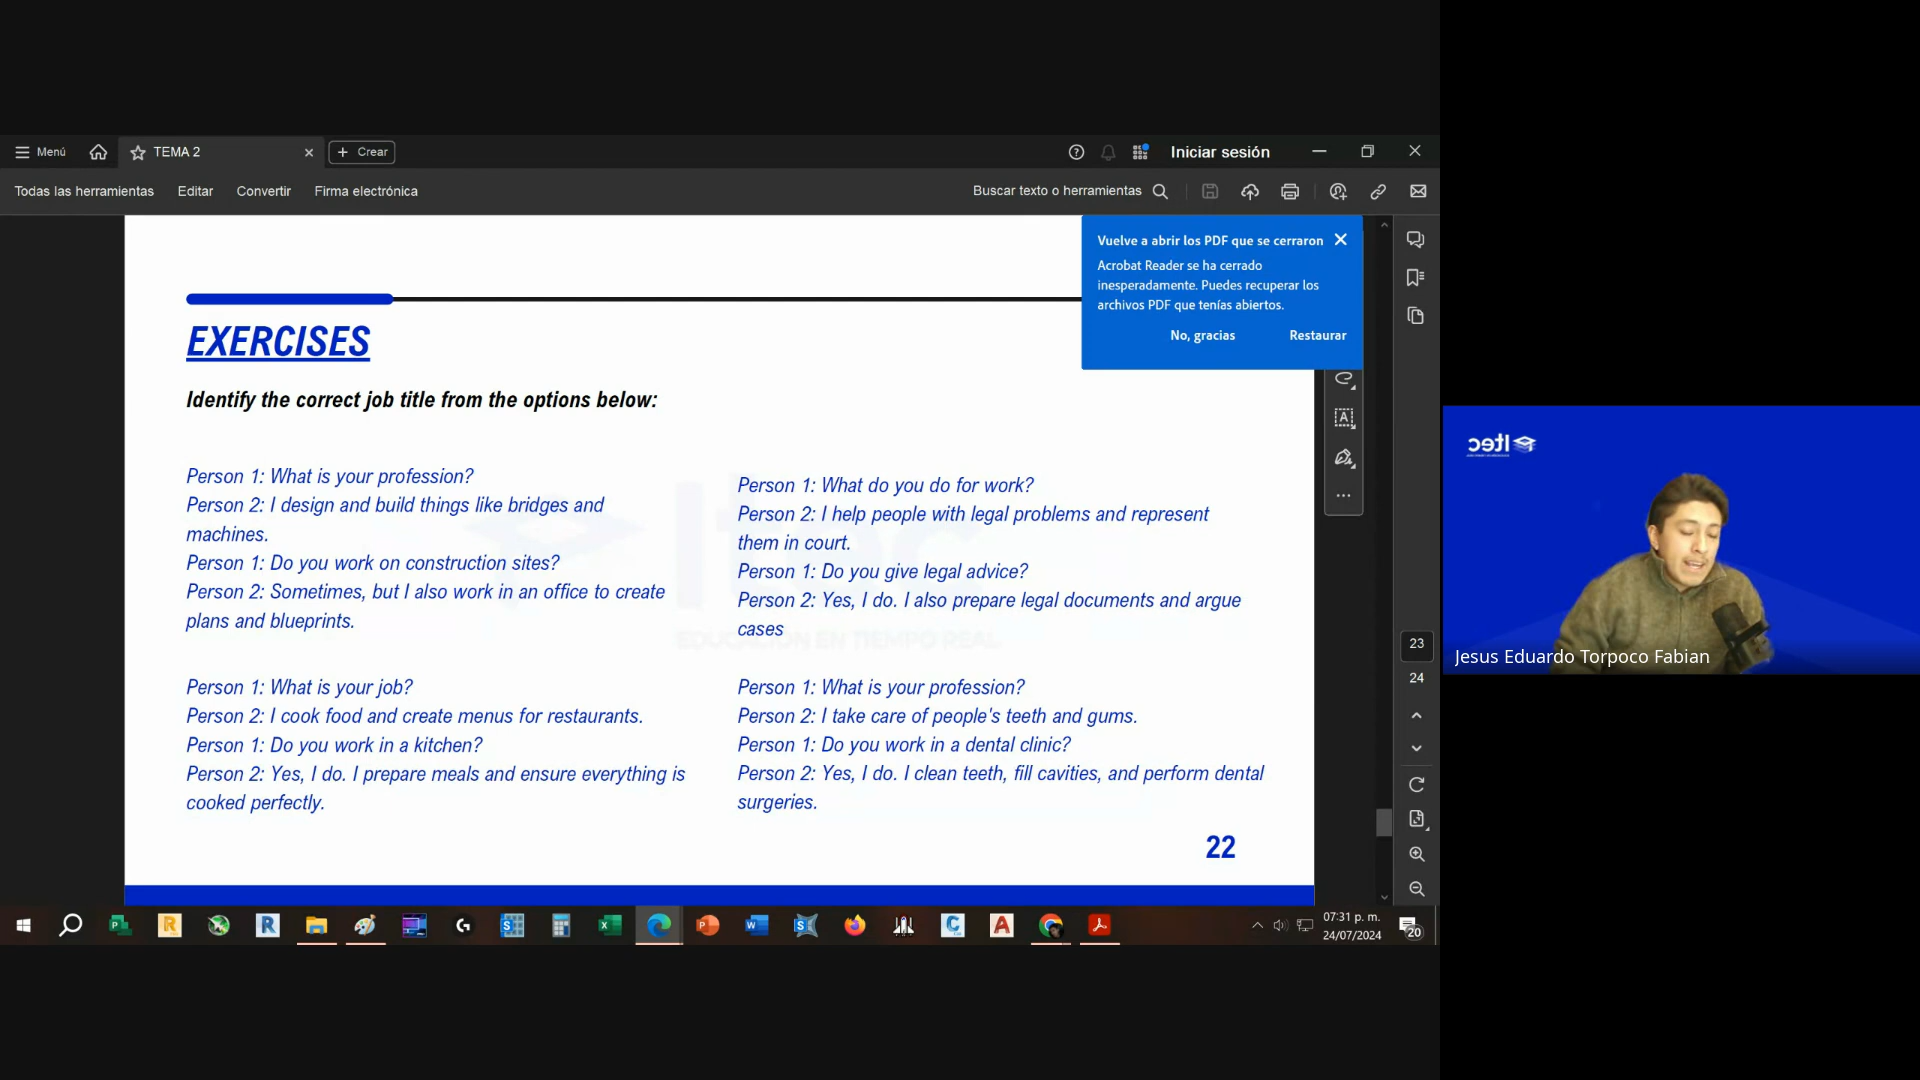 Menú
TEMA 2
Crear
Iniciar sesión
Todas las herramientas
Editar
Convertir
Firma electrónica
Buscar texto o herramientas
Vuelve a abrir los PDF que se cerraron
Acrobat Reader se ha cerrado
inesperadamente. Puedes recuperar los
archivos PDF que tenías abiertos.
No, gracias
Restaurar
EXERCISES
Identify the correct job title from the options below:
Person 1: What is your profession?
Person 2: I design and build things like bridges and
machines.
Person 1: Do you work on construction sites?
Person 2: Sometimes, but I also work in an office to create
plans and blueprints.
Person 1: What do you do for work?
Person 2: I help people with legal problems and represent
them in court.
Person 1: Do you give legal advice?
Person 2: Yes, I do. I also prepare legal documents and argue
cases
Person 1: What is your job?
Person 2: I cook food and create menus for restaurants.
Person 1: Do you work in a kitchen?
Person 2: Yes, I do. I prepare meals and ensure everything is
cooked perfectly.
Person 1: What is your profession?
Person 2: I take care of people's teeth and gums.
Person 1: Do you work in a dental clinic?
Person 2: Yes, I do. I clean teeth, fill cavities, and perform dental
surgeries.
Itec
EDUCACIÓN EN TIEMPO REAL
22
23
24
07:31 p. m.
24/07/2024
20
Itec
Jesus Eduardo Torpoco Fabian